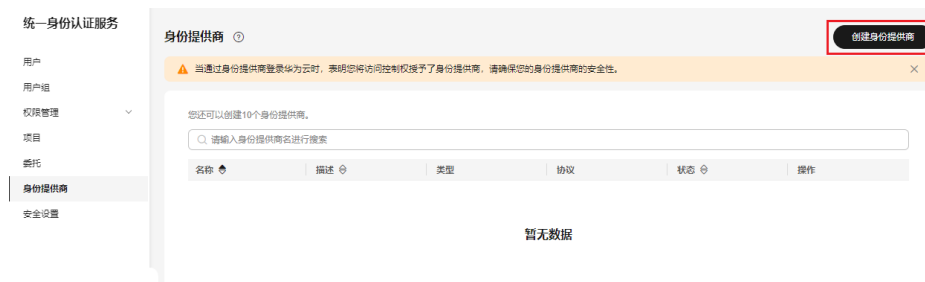 统一身份认证服务
用户
用户组
权限管理
项目
委托
身份提供商
安全设置
身份提供商
创建身份提供商
当通过身份提供商登录华为云时，表明您将访问控制权授予了身份提供商，请确保您的身份提供商的安全性。
您还可以创建10个身份提供商。
请输入身份提供商名进行搜索
名称 描述 类型 协议 状态 操作
暂无数据